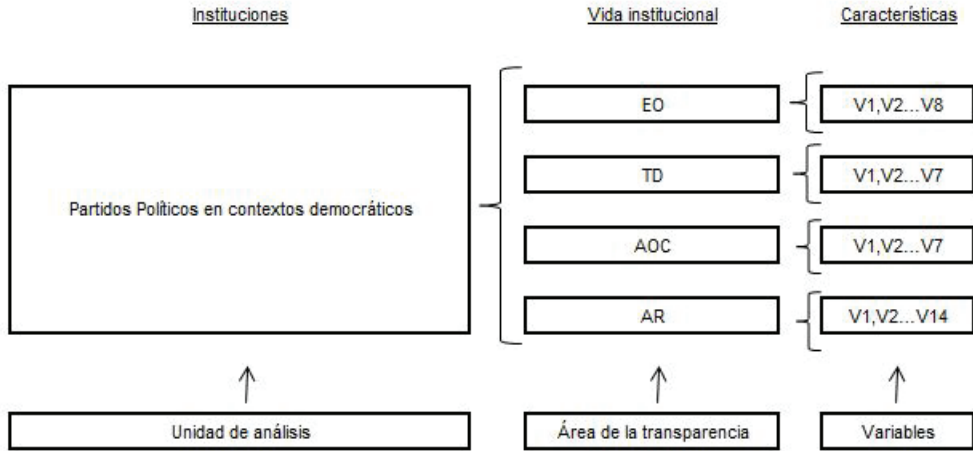 Instituciones
Vida institucional
Características
EO
V1,V2...V8
TD
V1,V2...V7
Partidos Políticos en contextos democráticos
AOC
V1,V2...V7
AR
V1,V2...V14
Unidad de análisis
Área de la transparencia
Variables